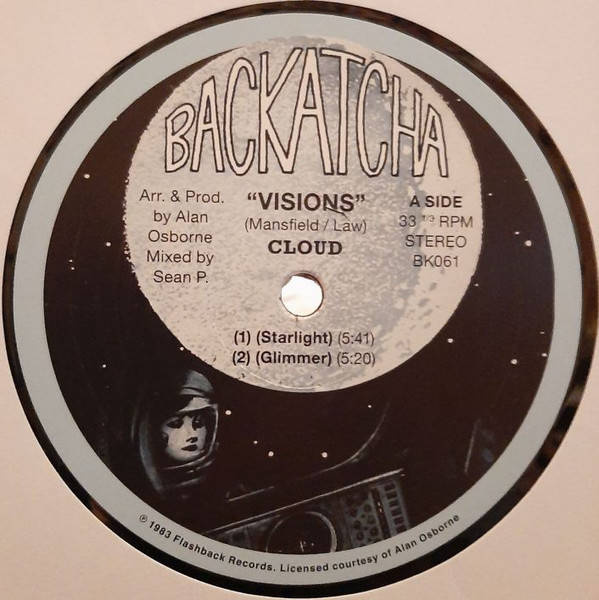 BACKATCHA
Arr. & Prod.
by Alan
Osborne
Mixed by
Sean P.
"VISIONS"
(Mansfield / Law)
CLOUD
A SIDE
33 1/3 RPM
STEREO
BK061
(1) (Starlight) (5:41)
(2) (Glimmer) (5:20)
℗ 1983 Flashback Records. Licensed courtesy of Alan Osborne